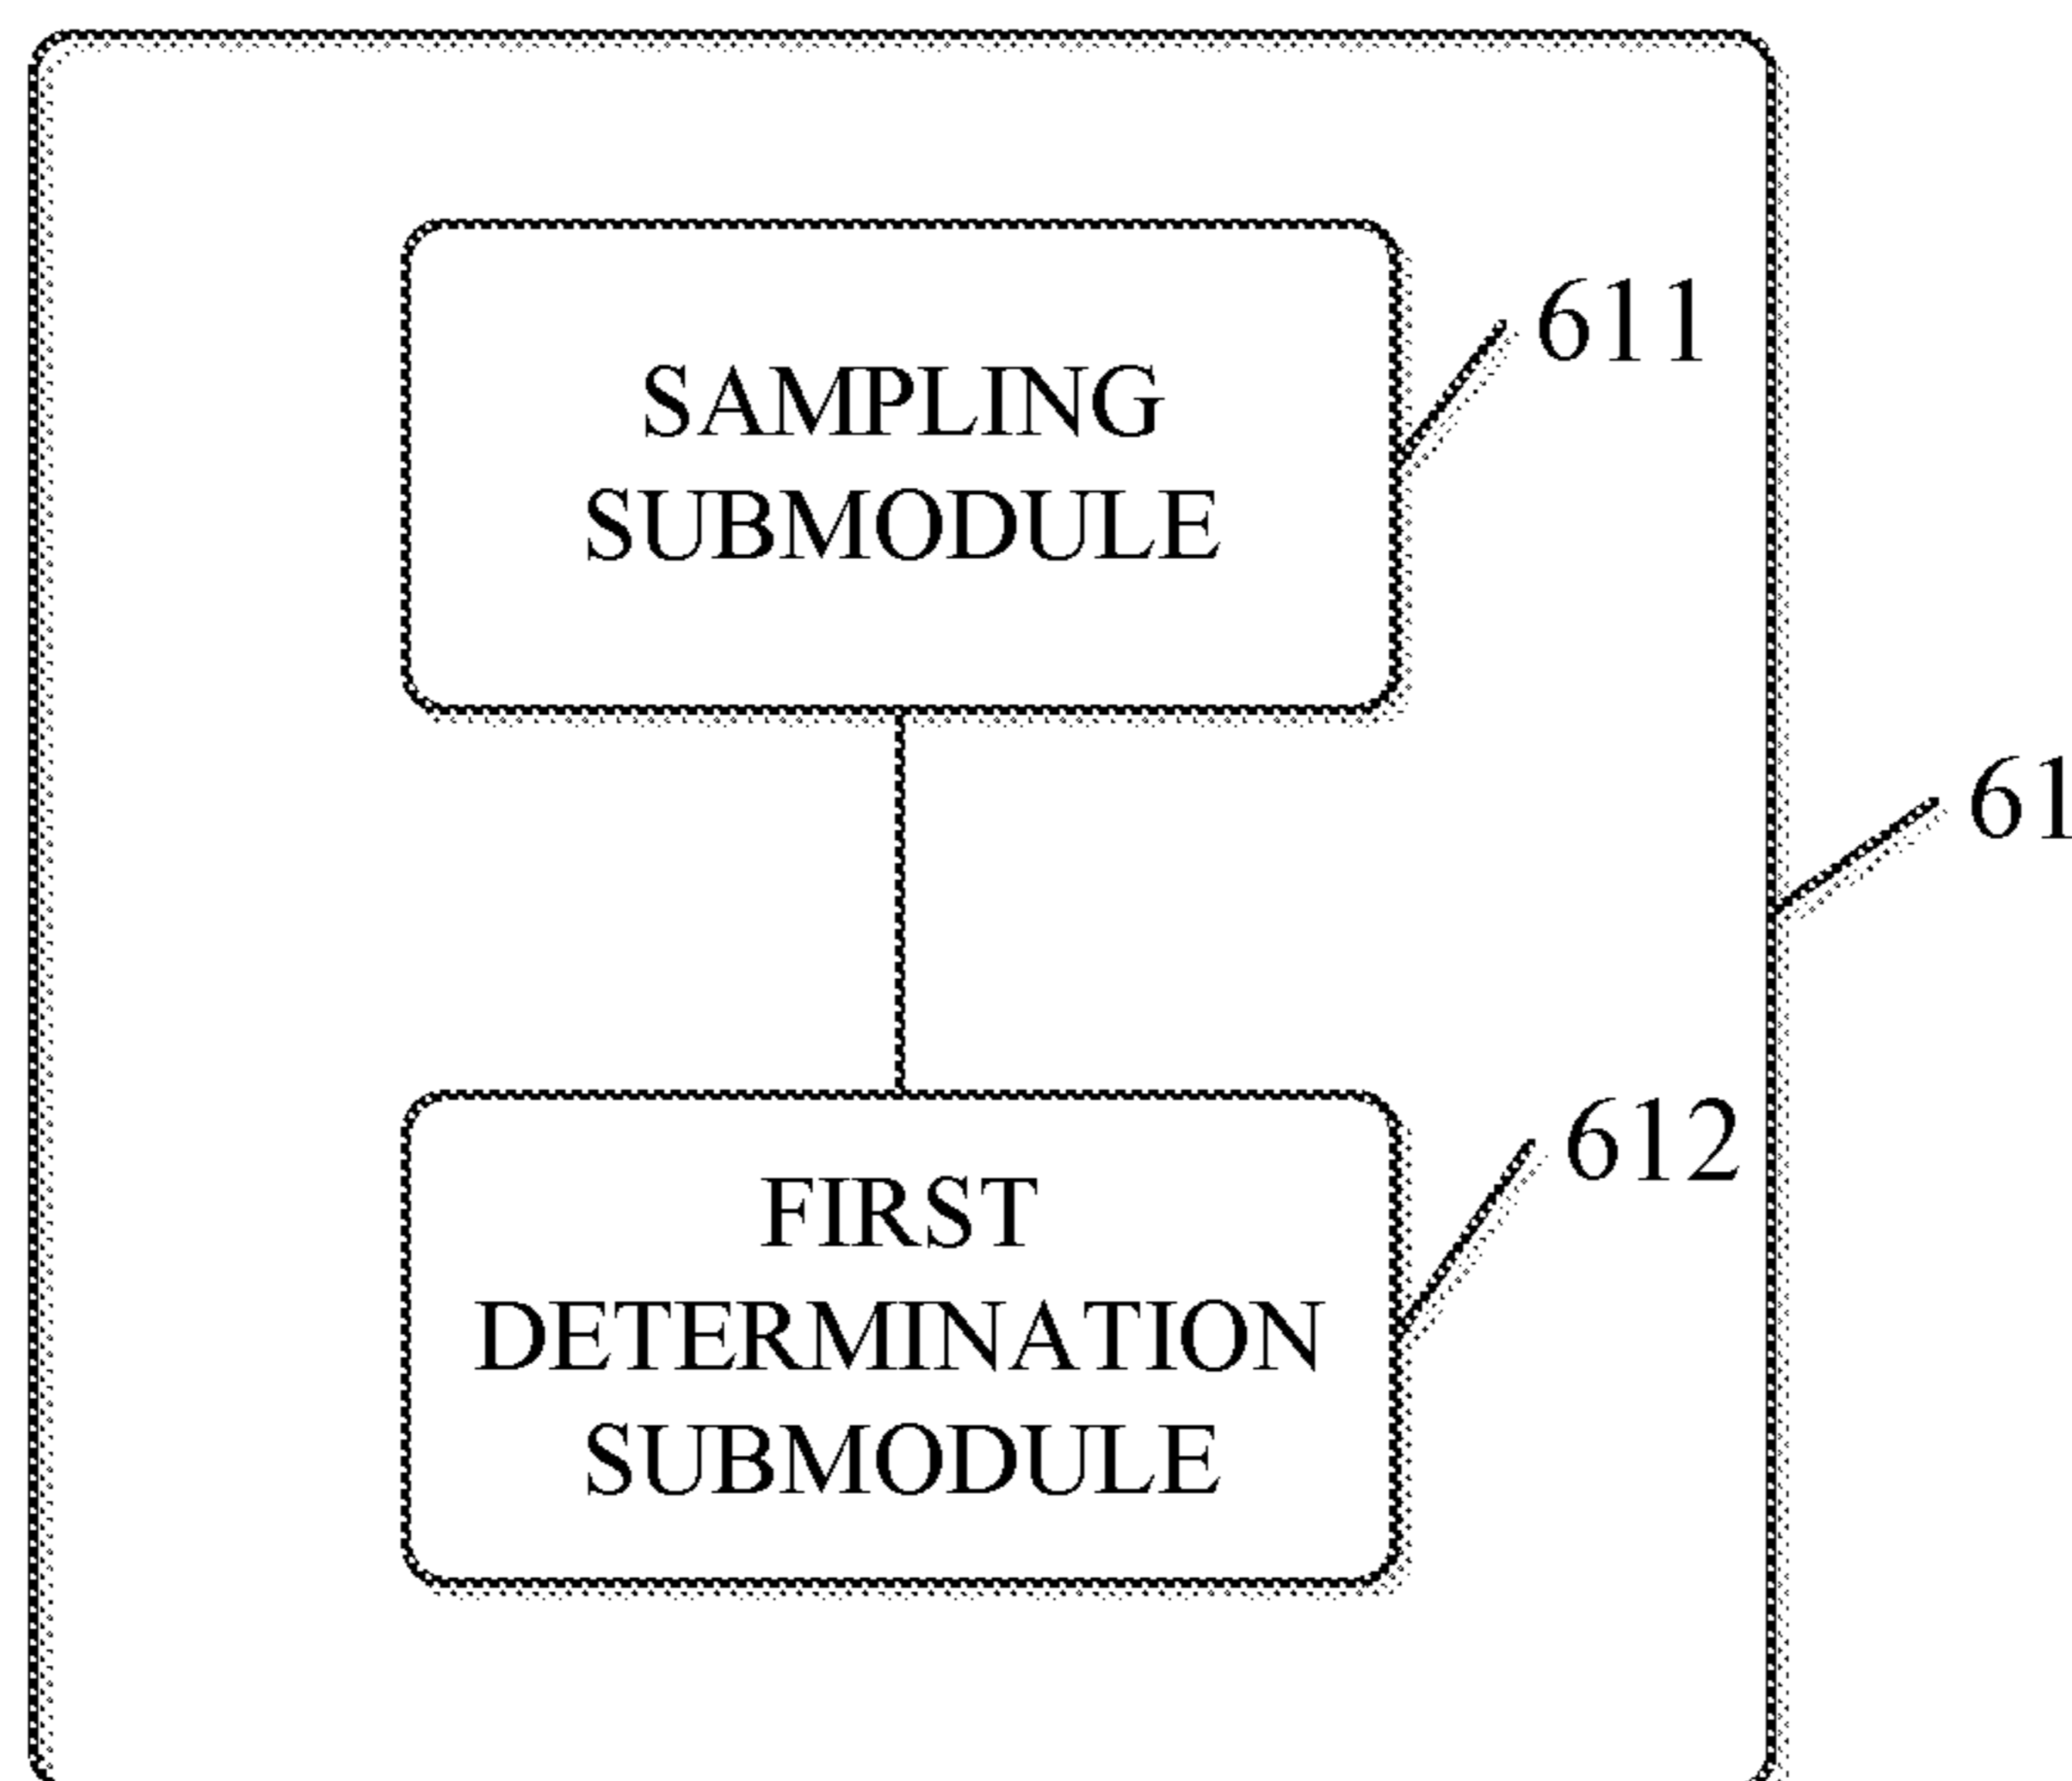 SAMPLING
SUBMODULE
611
61
FIRST
DETERMINATION
SUBMODULE
612